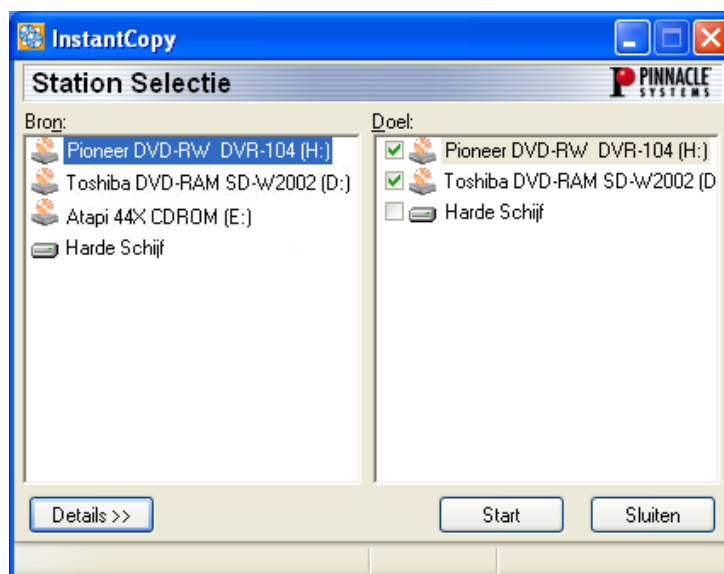 InstantCopy
Station Selectie
PINNACLE
SYSTEMS
Bron:
Pioneer DVD-RW DVR-104 (H:)
Toshiba DVD-RAM SD-W2002 (D:)
Atapi 44X CDROM (E:)
Harde Schijf
Doel:
Pioneer DVD-RW DVR-104 (H:)
Toshiba DVD-RAM SD-W2002 (D
Harde Schijf
Details >>
Start
Sluiten